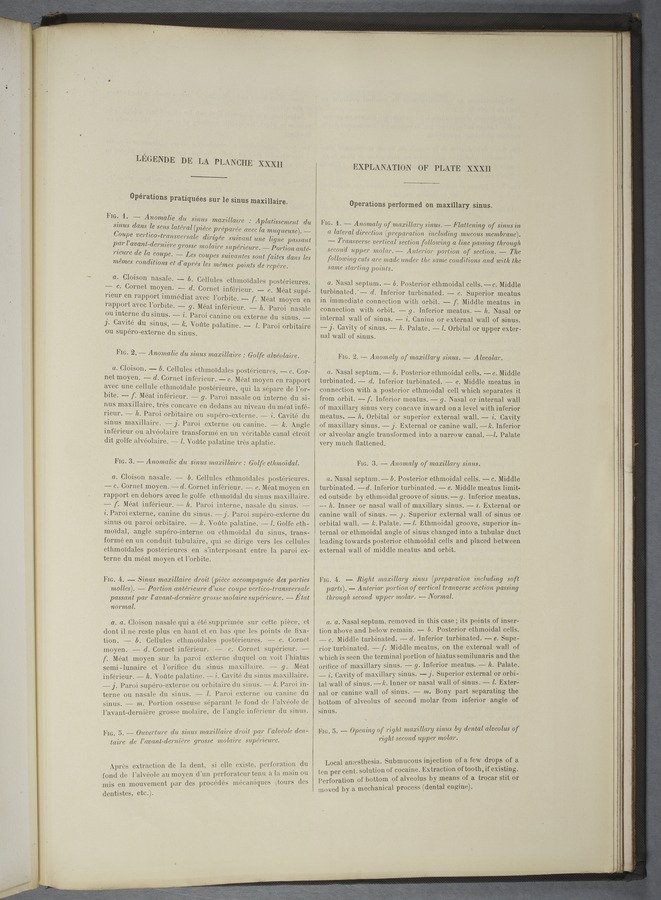 LÉGENDE DE LA PLANCHE XXXII
Opérations pratiquées sur le sinus maxillaire.
FIG. 1. — Anomalie du sinus maxillaire : Aplatissement du
sinus dans le sens latéral (pièce préparée avec la muqueuse). —
Coupe vertico-transversale dirigée suivant une ligne passant
par l'avant-dernière grosse molaire supérieure. — Portion anté-
rieure de la coupe. — Les coupes suivantes sont faites dans les
mêmes conditions et d'après les mêmes points de repère.
a. Cloison nasale. — b. Cellules ethmoïdales postérieures.
— c. Cornet moyen. — d. Cornet inférieur. — e. Méat supé-
rieur en rapport immédiat avec l'orbite. — f. Méat moyen en
rapport avec l'orbite. — g. Méat inférieur. — h. Paroi nasale
ou interne du sinus. — i. Paroi canine ou externe du sinus. —
j. Cavité du sinus. — k. Voûte palatine. — l. Paroi orbitaire
ou supéro-externe du sinus.
FIG. 2. — Anomalie du sinus maxillaire : Golfe alvéolaire.
a. Cloison. — b. Cellules ethmoïdales postérieures. — c. Cor-
net moyen. — d. Cornet inférieur. — e. Méat moyen en rapport
avec une cellule ethmoïdale postérieure, qui la sépare de l'or-
bite. — f. Méat inférieur. — g. Paroi nasale ou interne du si-
nus maxillaire, très concave en dedans au niveau du méat infé-
rieur. — h. Paroi orbitaire ou supéro-externe. — i. Cavité du
sinus maxillaire. — j. Paroi externe ou canine. — k. Angle
inférieur ou alvéolaire transformé en un véritable canal étroit
dit golfe alvéolaire. — l. Voûte palatine très aplatie.
FIG. 3. — Anomalie du sinus maxillaire : Golfe ethmoïdal.
a. Cloison nasale. — b. Cellules ethmoïdales postérieures.
— c. Cornet moyen. — d. Cornet inférieur. — e. Méat moyen en
rapport en dehors avec le golfe ethmoïdal du sinus maxillaire.
— f. Méat inférieur. — h. Paroi interne, nasale du sinus. —
i. Paroi externe, canine du sinus. — j. Paroi supéro-externe du
sinus ou paroi orbitaire. — k. Voûte palatine. — l. Golfe eth-
moïdal, angle supéro-interne ou ethmoïdal du sinus, trans-
formé en un conduit tubulaire, qui se dirige vers les cellules
ethmoïdales postérieures en s'interposant entre la paroi ex-
terne du méat moyen et l'orbite.
FIG. 4. — Sinus maxillaire droit (pièce accompagnée des parties
molles). — Portion antérieure d'une coupe vertico-transversale
passant par l'avant-dernière grosse molaire supérieure. — État
normal.
a. a. Cloison nasale qui a été supprimée sur cette pièce, et
dont il ne reste plus en haut et en bas que les points de fixa-
tion. — b. Cellules ethmoïdales postérieures. — c. Cornet
moyen. — d. Cornet inférieur. — e. Cornet supérieur. —
f. Méat moyen sur la paroi externe duquel on voit l'hiatus
semi-lunaire et l'orifice du sinus maxillaire. — g. Méat
inférieur. — h. Voûte palatine. — i. Cavité du sinus maxillaire.
— j. Paroi supéro-externe ou orbitaire du sinus. — k. Paroi in-
terne ou nasale du sinus. — l. Paroi externe ou canine du
sinus. — m. Portion osseuse séparant le fond de l'alvéole de
l'avant-dernière grosse molaire, de l'angle inférieur du sinus.
FIG. 5. — Ouverture du sinus maxillaire droit par l'alvéole den-
taire de l'avant-dernière grosse molaire supérieure.
Après extraction de la dent, si elle existe, perforation du
fond de l'alvéole au moyen d'un perforateur tenu à la main ou
mis en mouvement par des procédés mécaniques (tours des
dentistes, etc.).
EXPLANATION OF PLATE XXXII
Operations performed on maxillary sinus.
FIG. 1. — Anomaly of maxillary sinus. — Flattening of sinus in
a lateral direction (preparation including mucous membrane).
— Transverse vertical section following a line passing through
second upper molar. — Anterior portion of section. — The
following cuts are made under the same conditions and with the
same starting points.
a. Nasal septum. — b. Posterior ethmoidal cells. — c. Middle
turbinated. — d. Inferior turbinated. — e. Superior meatus
in immediate connection with orbit. — f. Middle meatus in
connection with orbit. — g. Inferior meatus. — h. Nasal or
internal wall of sinus. — i. Canine or external wall of sinus.
— j. Cavity of sinus. — k. Palate. — l. Orbital or upper exter-
nal wall of sinus.
FIG. 2. — Anomaly of maxillary sinus. — Alveolar.
a. Nasal septum. — b. Posterior ethmoidal cells. — c. Middle
turbinated. — d. Inferior turbinated. — e. Middle meatus in
connection with a posterior ethmoidal cell which separates it
from orbit. — f. Inferior meatus. — g. Nasal or internal wall
of maxillary sinus very concave inward on a level with inferior
meatus. — h. Orbital or superior external wall. — i. Cavity
of maxillary sinus. — j. External or canine wall. — k. Inferior
or alveolar angle transformed into a narrow canal. — l. Palate
very much flattened.
FIG. 3. — Anomaly of maxillary sinus.
a. Nasal septum. — b. Posterior ethmoidal cells. — c. Middle
turbinated. — d. Inferior turbinated. — e. Middle meatus limit-
ed outside by ethmoidal groove of sinus. — g. Inferior meatus.
— h. Inner or nasal wall of maxillary sinus. — i. External or
canine wall of sinus. — j. Superior external wall of sinus or
orbital wall. — k. Palate. — l. Ethmoidal groove, superior in-
ternal or ethmoidal angle of sinus changed into a tubular duct
leading towards posterior ethmoidal cells and placed between
external wall of middle meatus and orbit.
FIG. 4. — Right maxillary sinus (preparation including soft
parts). — Anterior portion of vertical transverse section passing
through second upper molar. — Normal.
a. a. Nasal septum, removed in this case; its points of inser-
tion above and below remain. — b. Posterior ethmoidal cells.
— c. Middle turbinated. — d. Inferior turbinated. — e. Supe-
rior turbinated. — f. Middle meatus, on the external wall of
which is seen the terminal portion of hiatus semilunaris and the
orifice of maxillary sinus. — g. Inferior meatus. — h. Palate.
— i. Cavity of maxillary sinus. — j. Superior external or orbi-
tal wall of sinus. — k. Inner or nasal wall of sinus. — l. Exter-
nal or canine wall of sinus. — m. Bony part separating the
bottom of alveolus of second molar from inferior angle of
sinus.
FIG. 5. — Opening of right maxillary sinus by dental alveolus of
right second upper molar.
Local anæsthesia. Submucous injection of a few drops of a
ten per cent. solution of cocaine. Extraction of tooth, if existing.
Perforation of bottom of alveolus by means of a trocar stit or
moved by a mechanical process (dental engine).